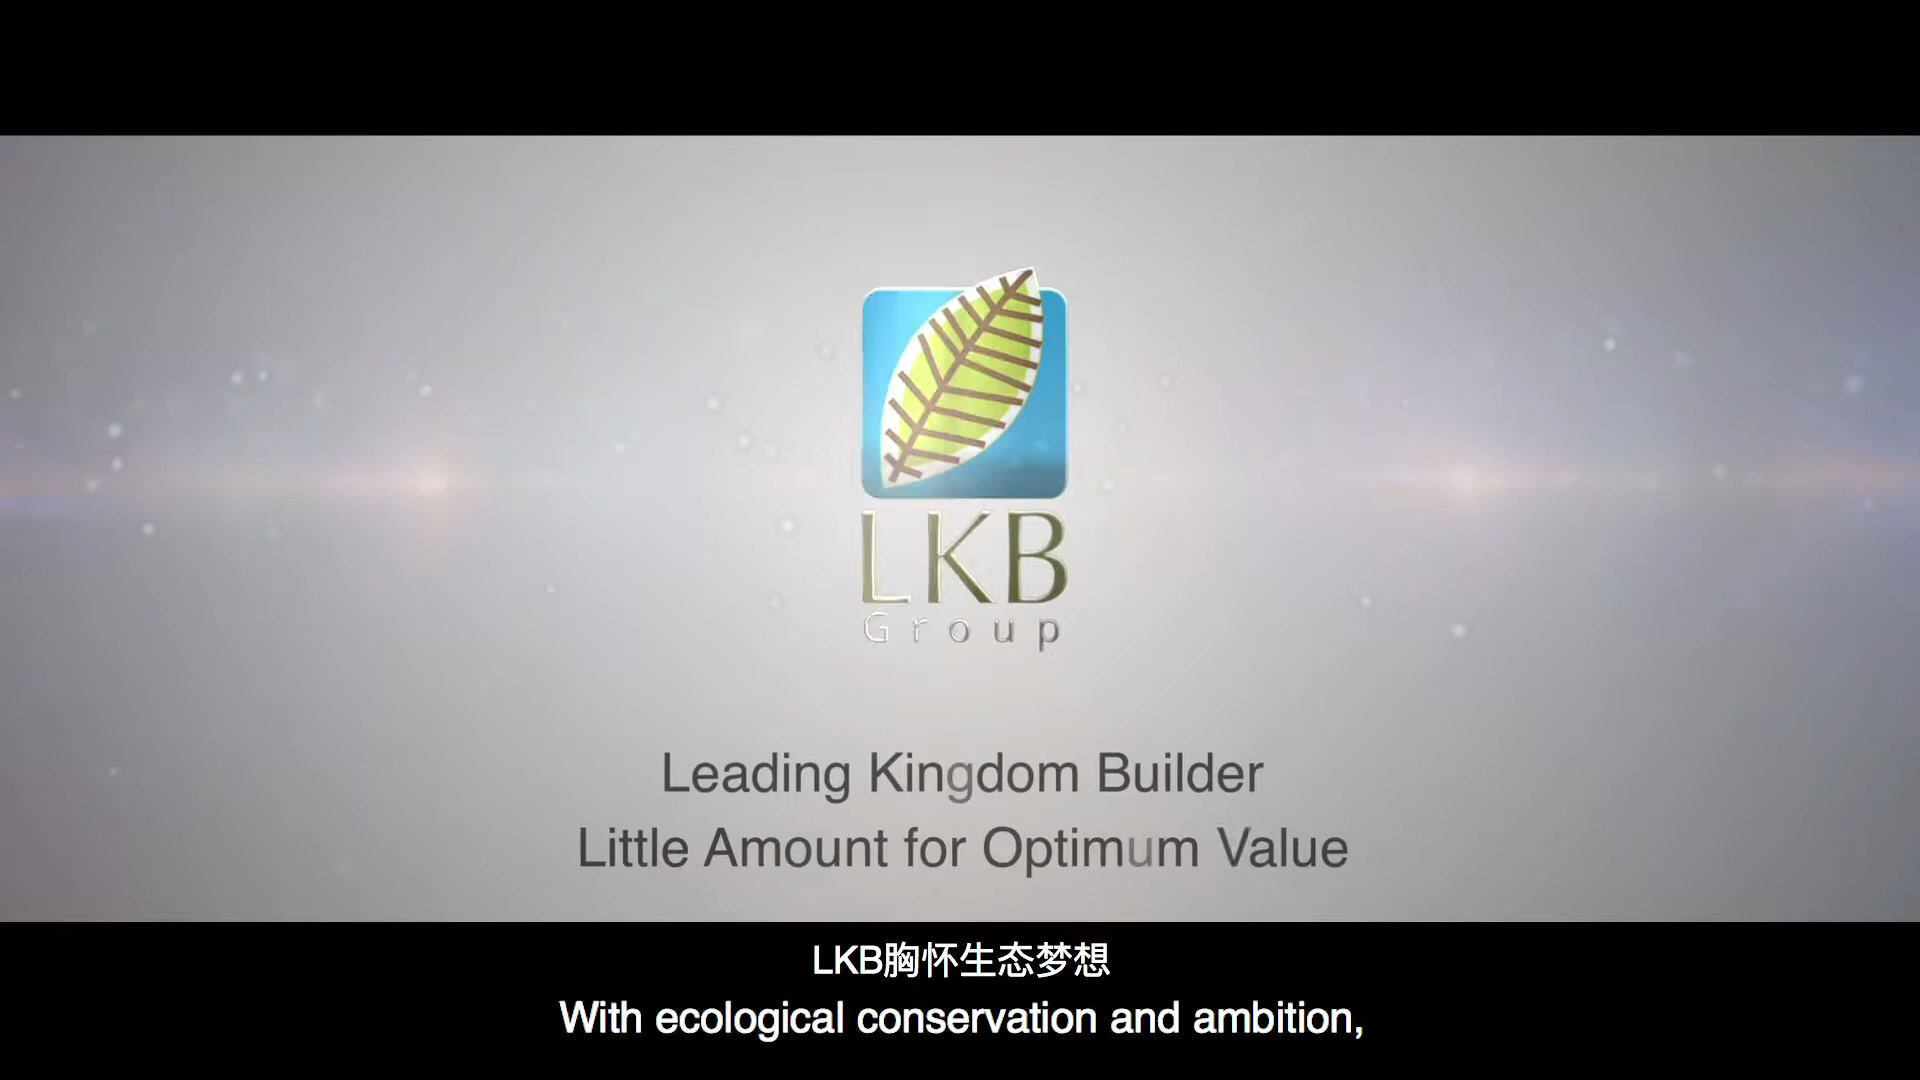 LKB
Group
Leading Kingdom Builder
Little Amount for Optimum Value
LKB胸怀生态梦想
With ecological conservation and ambition,